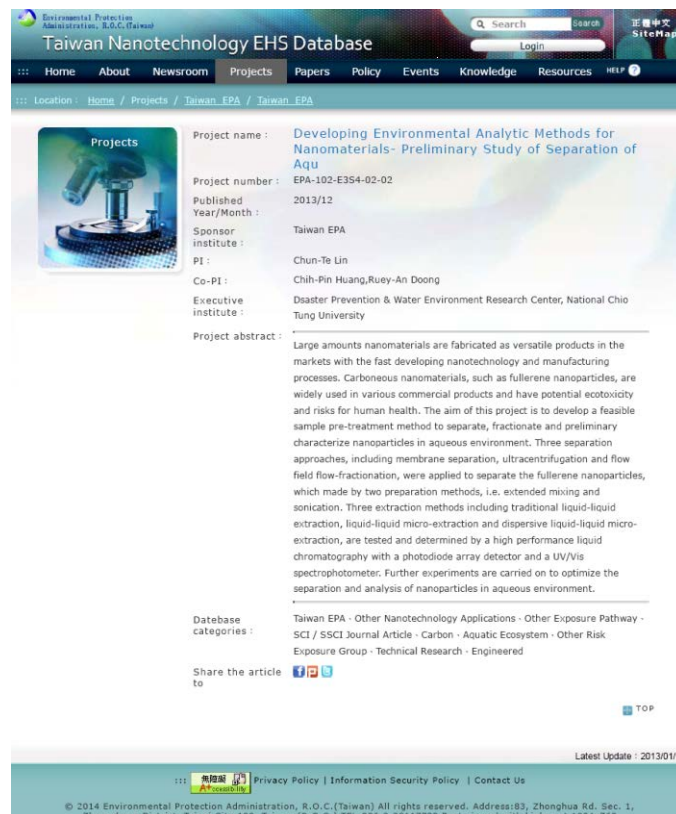 Environmental Protection
Administration, R.O.C.(Taiwan)
Taiwan Nanotechnology EHS Database
Search Search
Login
正體中文
SiteMap
::: Home About Newsroom Projects Papers Policy Events Knowledge Resources HELP ?
::: Location : Home / Projects / Taiwan EPA / Taiwan EPA
Projects
Project name : Developing Environmental Analytic Methods for
Nanomaterials- Preliminary Study of Separation of
Aqu
Project number : EPA-102-E3S4-02-02
Published
Year/Month : 2013/12
Sponsor
institute : Taiwan EPA
PI : Chun-Te Lin
Co-PI : Chih-Pin Huang,Ruey-An Doong
Executive
institute : Dsaster Prevention & Water Environment Research Center, National Chio
Tung University
Project abstract :
Large amounts nanomaterials are fabricated as versatile products in the
markets with the fast developing nanotechnology and manufacturing
processes. Carboneous nanomaterials, such as fullerene nanoparticles, are
widely used in various commercial products and have potential ecotoxicity
and risks for human health. The aim of this project is to develop a feasible
sample pre-treatment method to separate, fractionate and preliminary
characterize nanoparticles in aqueous environment. Three separation
approaches, including membrane separation, ultracentrifugation and flow
field flow-fractionation, were applied to separate the fullerene nanoparticles,
which made by two preparation methods, i.e. extended mixing and
sonication. Three extraction methods including traditional liquid-liquid
extraction, liquid-liquid micro-extraction and dispersive liquid-liquid micro-
extraction, are tested and determined by a high performance liquid
chromatography with a photodiode array detector and a UV/Vis
spectrophotometer. Further experiments are carried on to optimize the
separation and analysis of nanoparticles in aqueous environment.
Datebase
categories : Taiwan EPA · Other Nanotechnology Applications · Other Exposure Pathway ·
SCI / SSCI Journal Article · Carbon · Aquatic Ecosystem · Other Risk
Exposure Group · Technical Research · Engineered
Share the article
to
TOP
Latest Update : 2013/01/
::: 無障礙 A+ccessibility Privacy Policy | Information Security Policy | Contact Us
© 2014 Environmental Protection Administration, R.O.C.(Taiwan) All rights reserved. Address:83, Zhonghua Rd. Sec. 1,